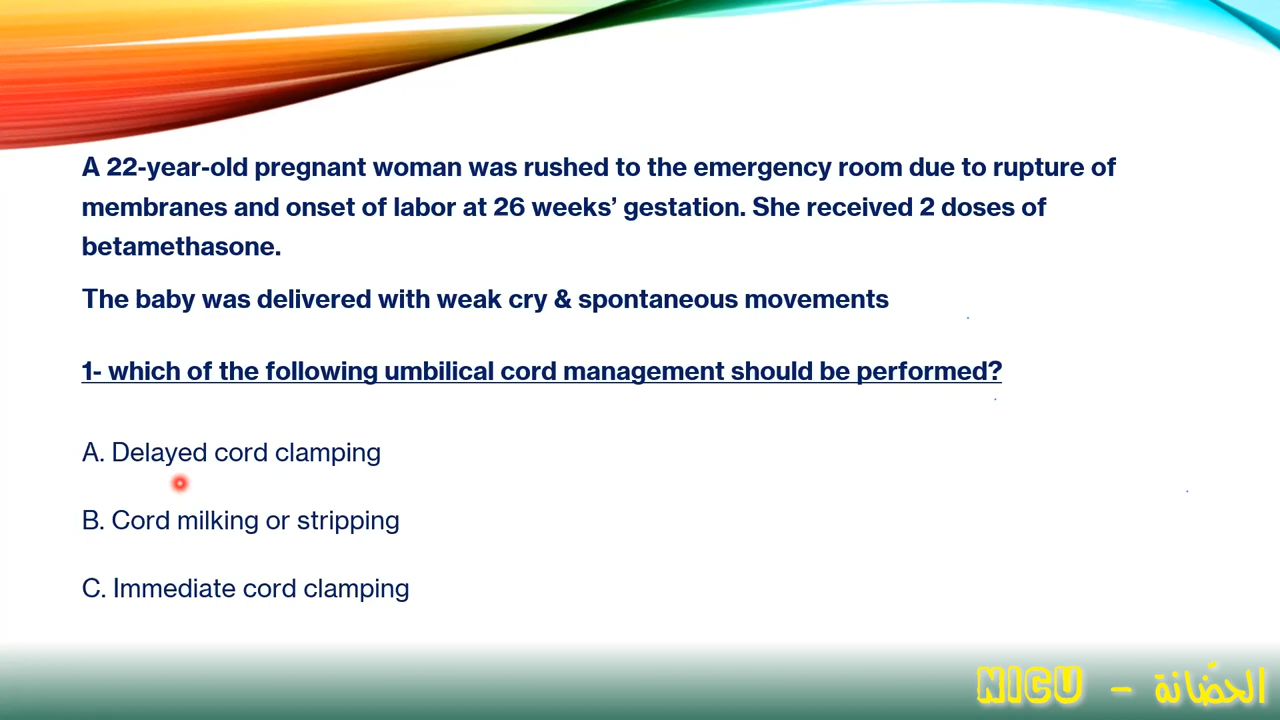 A 22-year-old pregnant woman was rushed to the emergency room due to rupture of
membranes and onset of labor at 26 weeks’ gestation. She received 2 doses of
betamethasone.
The baby was delivered with weak cry & spontaneous movements
1- which of the following umbilical cord management should be performed?
A. Delayed cord clamping
B. Cord milking or stripping
C. Immediate cord clamping
NICU - الحضّانة